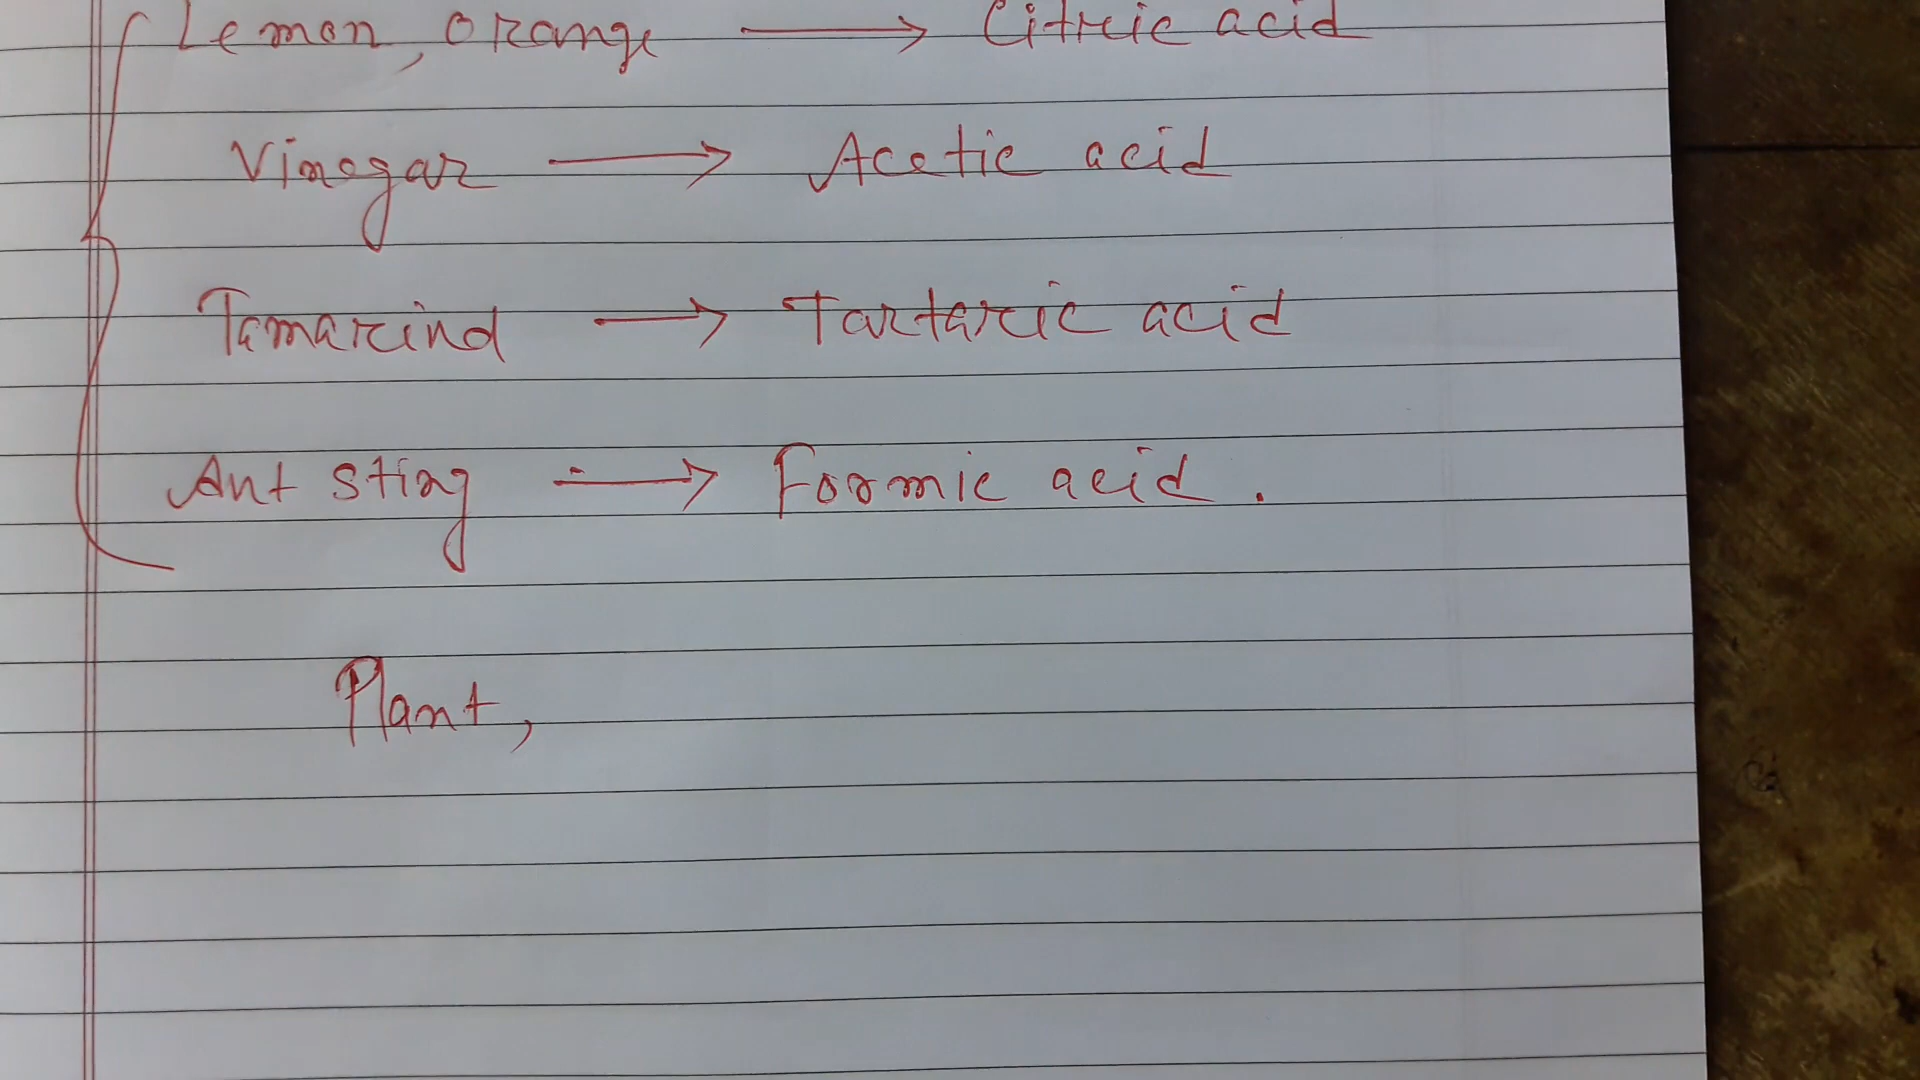 Lemon, orange → Citric acid
Vinegar → Acetic acid
Tamarind → Tartaric acid
Ant sting → Formic acid.
Plant,